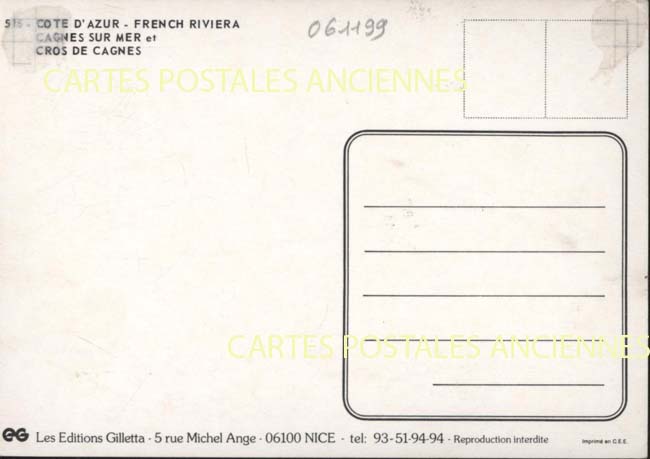 COTE D'AZUR - FRENCH RIVIERA
061199
CAGNES SUR MER et
CROS DE CAGNES
CARTES POSTALES ANCIENNES
CARTES POSTALES ANCIENNES
EG Les Editions Gilletta - 5 rue Michel Ange - 06100 NICE - tel: 93-51-94-94 - Reproduction interdite
Imprimé en C.E.E.